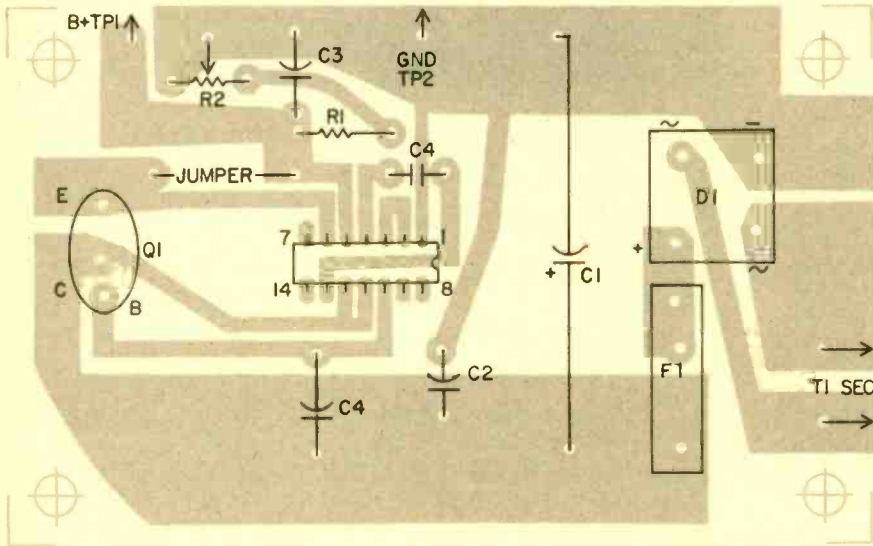 B+TP1
C3
GND
TP2
R2
R1
C4
~ -
JUMPER
E
D1
7 1
Q1
+
+ C1
C
14 8
~
B
F1
C2
T1 SEC
C4